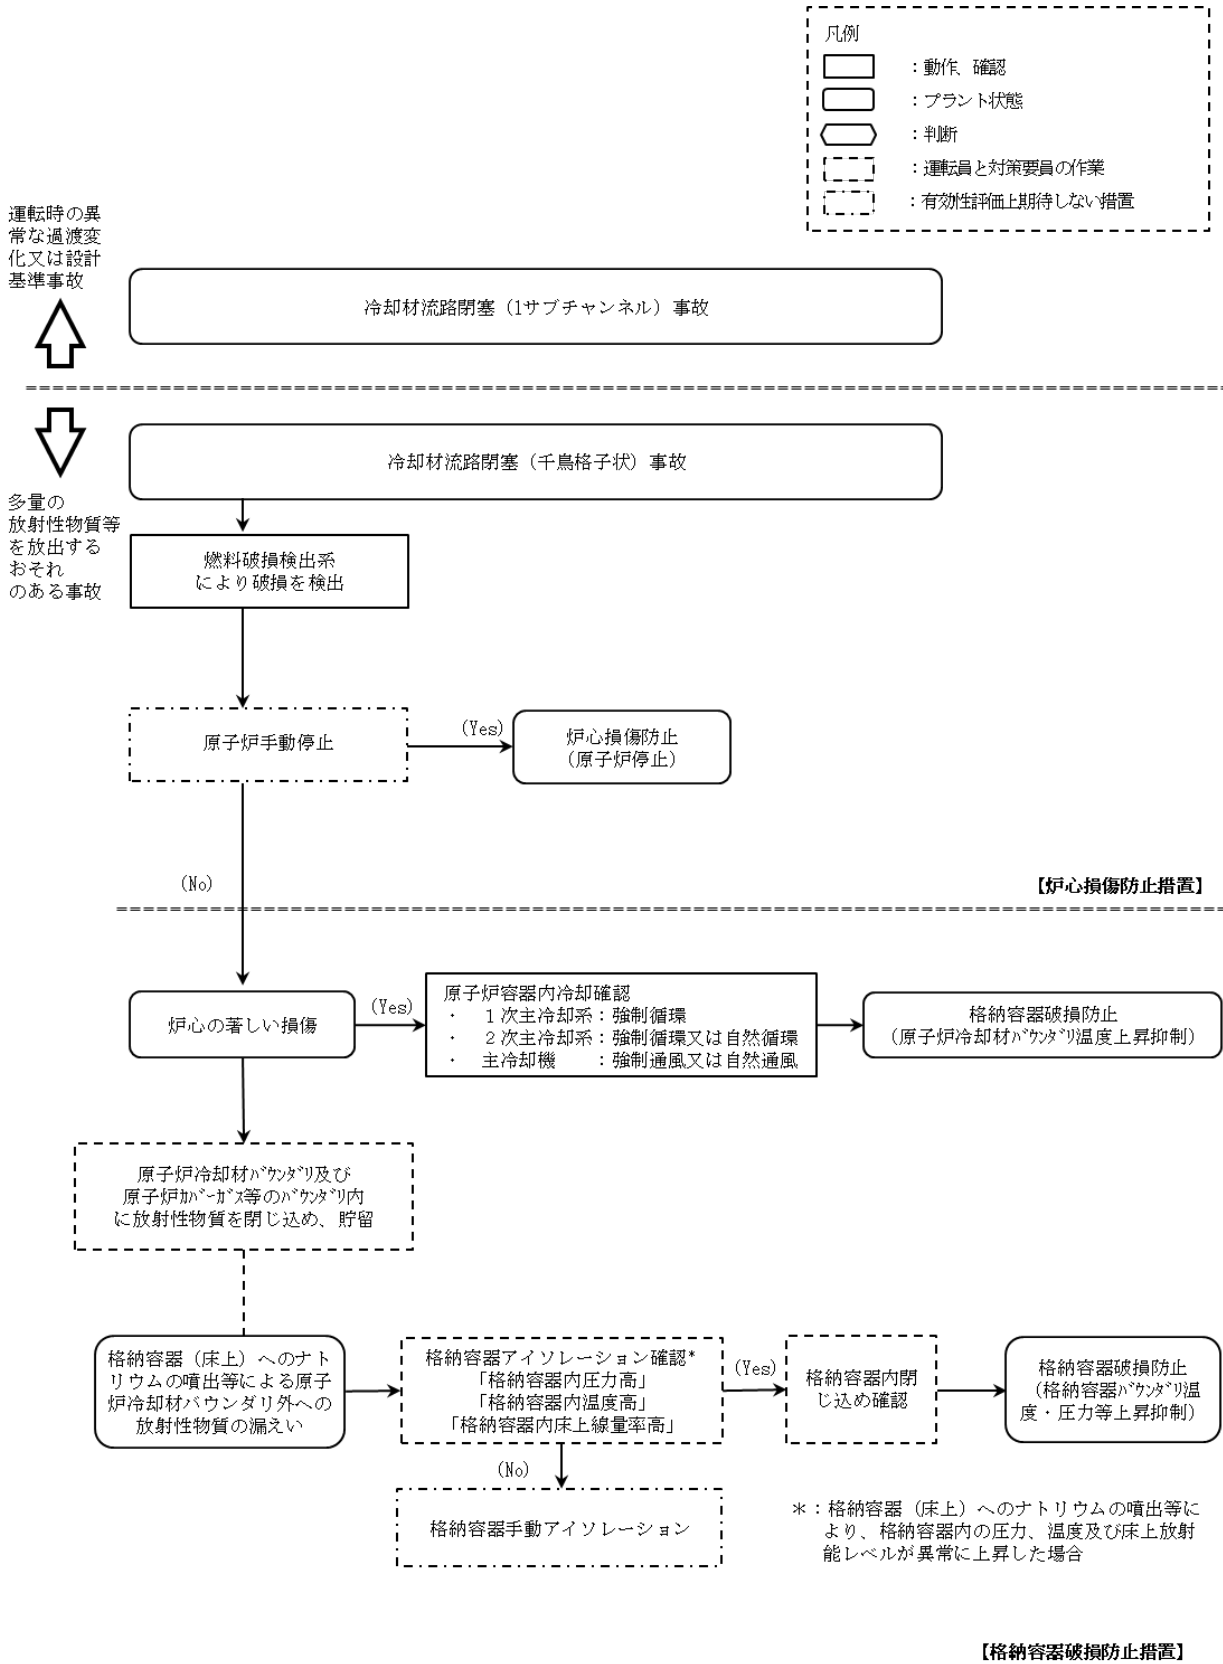 凡例
：動作、確認
：プラント状態
：判断
：運転員と対策要員の作業
：有効性評価上期待しない措置
運転時の異
常な過渡変
化又は設計
基準事故
冷却材流路閉塞（1サブチャンネル）事故
冷却材流路閉塞（千鳥格子状）事故
多量の
放射性物質等
を放出する
おそれ
のある事故
燃料破損検出系
により破損を検出
原子炉手動停止
(Yes)
炉心損傷防止
（原子炉停止）
(No)
【炉心損傷防止措置】
炉心の著しい損傷
(Yes)
原子炉容器内冷却確認
・　１次主冷却系：強制循環
・　２次主冷却系：強制循環又は自然循環
・　主冷却機　　：強制通風又は自然通風
格納容器破損防止
（原子炉冷却材ﾊﾞｳﾝﾀﾞﾘ温度上昇抑制）
原子炉冷却材ﾊﾞｳﾝﾀﾞﾘ及び
原子炉ｶﾊﾞｰｶﾞｽ等のﾊﾞｳﾝﾀﾞﾘ内
に放射性物質を閉じ込め、貯留
格納容器（床上）へのナト
リウムの噴出等による原子
炉冷却材バウンダリ外への
放射性物質の漏えい
格納容器アイソレーション確認*
「格納容器内圧力高」
「格納容器内温度高」
「格納容器内床上線量率高」
(Yes)
格納容器内閉
じ込め確認
格納容器破損防止
（格納容器ﾊﾞｳﾝﾀﾞﾘ温
度・圧力等上昇抑制）
(No)
格納容器手動アイソレーション
＊：格納容器（床上）へのナトリウムの噴出等に
より、格納容器内の圧力、温度及び床上放射
能レベルが異常に上昇した場合
【格納容器破損防止措置】